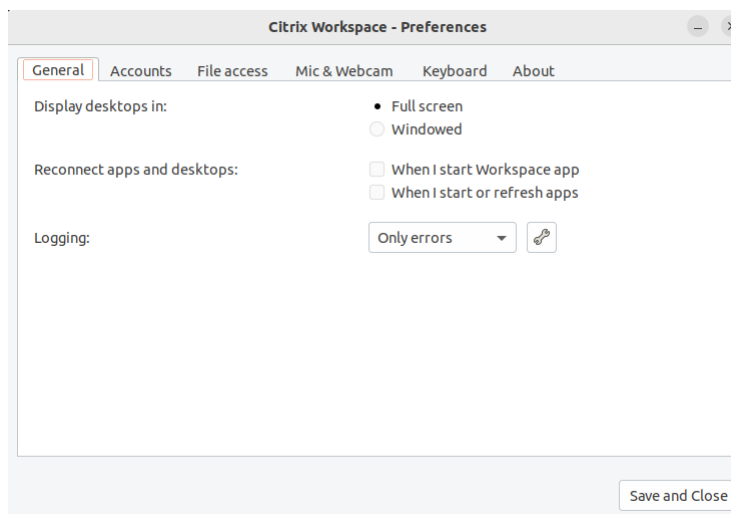 Citrix Workspace - Preferences
General Accounts File access Mic & Webcam Keyboard About
Display desktops in: Full screen
Windowed
Reconnect apps and desktops: When I start Workspace app
When I start or refresh apps
Logging: Only errors
Save and Close